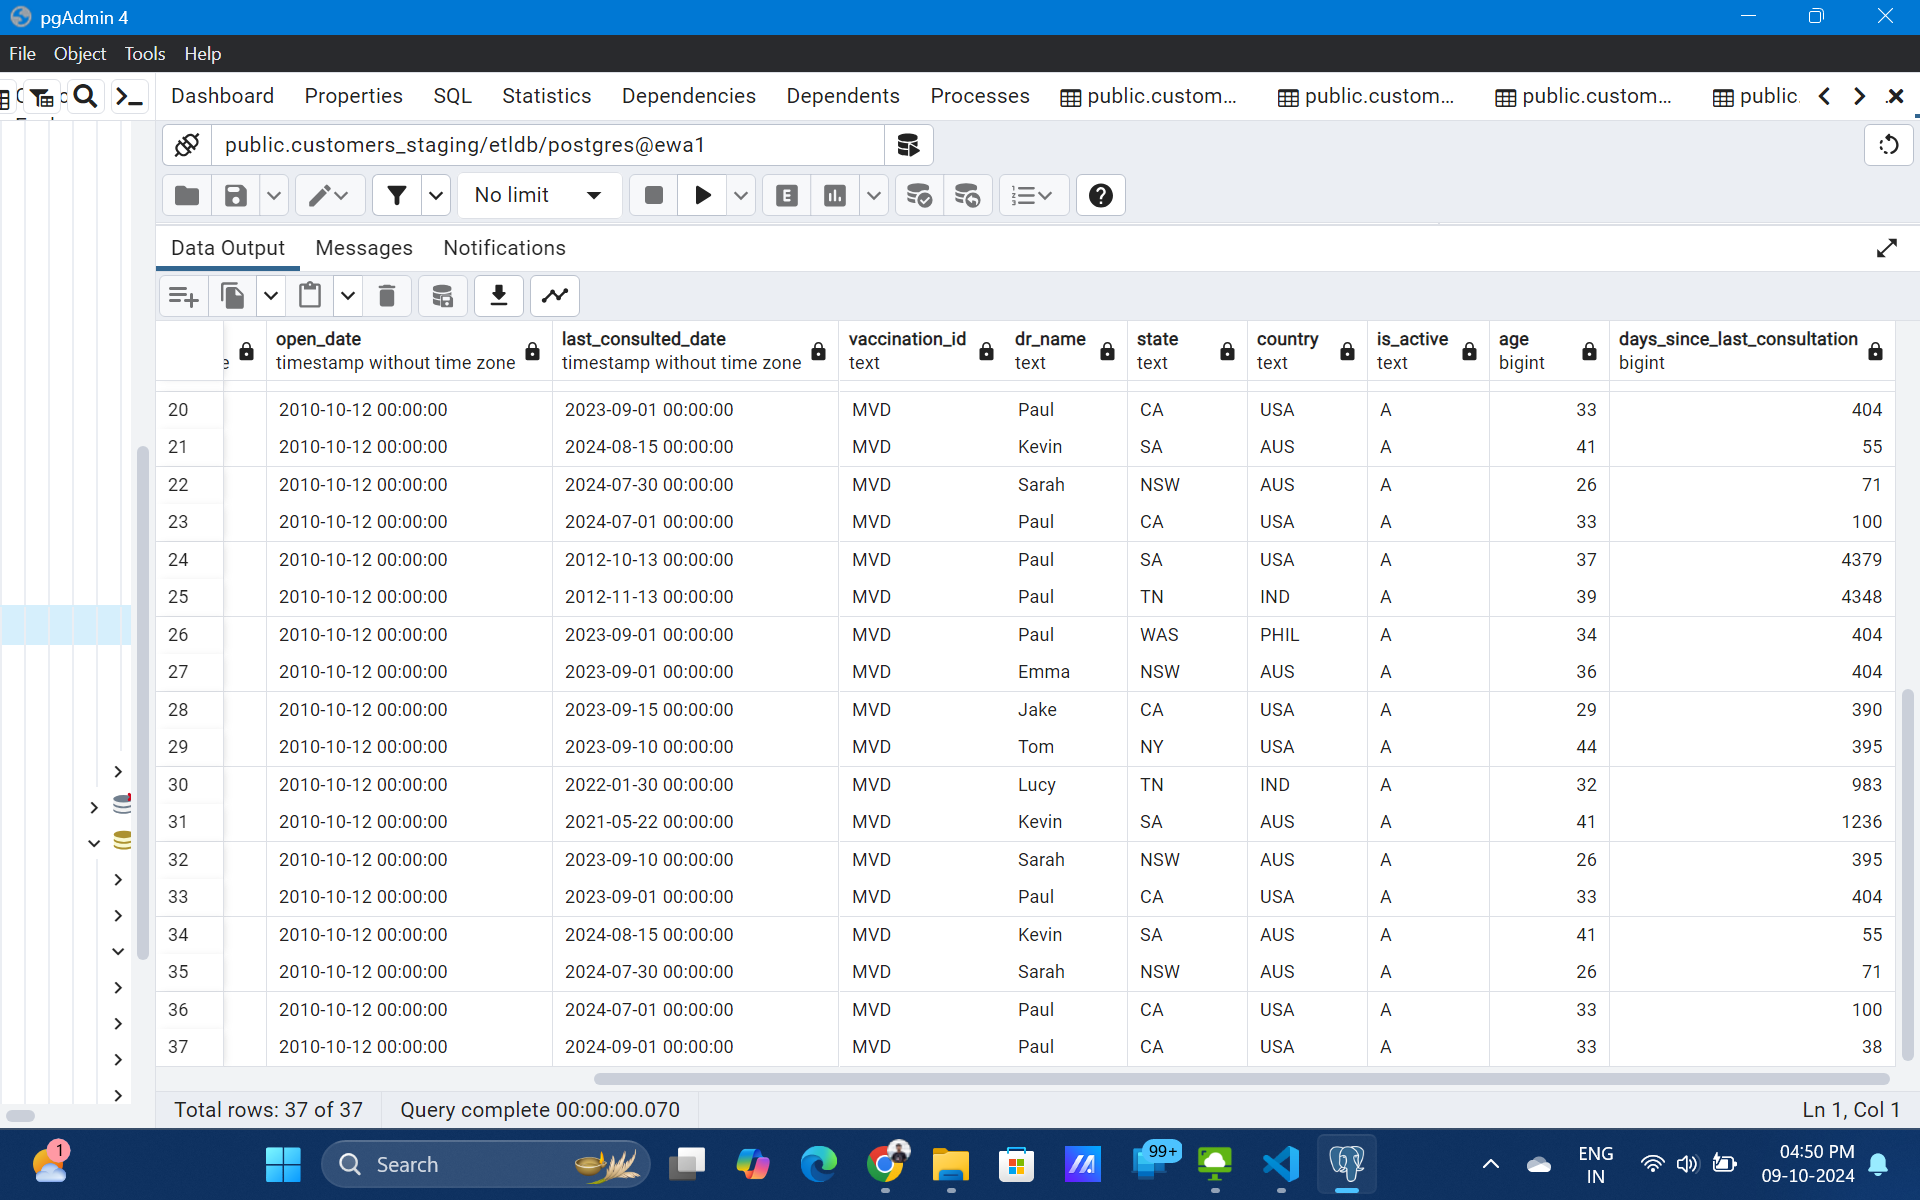 pgAdmin 4
File Object Tools Help
Dashboard Properties SQL Statistics Dependencies Dependents Processes public.custom... public.custom... public.custom... public.
public.customers_staging/etldb/postgres@ewa1
No limit
E
Data Output Messages Notifications
open_date last_consulted_date vaccination_id dr_name state country is_active age days_since_last_consultation
e timestamp without time zone timestamp without time zone text text text text text bigint bigint
20 2010-10-12 00:00:00 2023-09-01 00:00:00 MVD Paul CA USA A 33 404
21 2010-10-12 00:00:00 2024-08-15 00:00:00 MVD Kevin SA AUS A 41 55
22 2010-10-12 00:00:00 2024-07-30 00:00:00 MVD Sarah NSW AUS A 26 71
23 2010-10-12 00:00:00 2024-07-01 00:00:00 MVD Paul CA USA A 33 100
24 2010-10-12 00:00:00 2012-10-13 00:00:00 MVD Paul SA USA A 37 4379
25 2010-10-12 00:00:00 2012-11-13 00:00:00 MVD Paul TN IND A 39 4348
26 2010-10-12 00:00:00 2023-09-01 00:00:00 MVD Paul WAS PHIL A 34 404
27 2010-10-12 00:00:00 2023-09-01 00:00:00 MVD Emma NSW AUS A 36 404
28 2010-10-12 00:00:00 2023-09-15 00:00:00 MVD Jake CA USA A 29 390
29 2010-10-12 00:00:00 2023-09-10 00:00:00 MVD Tom NY USA A 44 395
30 2010-10-12 00:00:00 2022-01-30 00:00:00 MVD Lucy TN IND A 32 983
31 2010-10-12 00:00:00 2021-05-22 00:00:00 MVD Kevin SA AUS A 41 1236
32 2010-10-12 00:00:00 2023-09-10 00:00:00 MVD Sarah NSW AUS A 26 395
33 2010-10-12 00:00:00 2023-09-01 00:00:00 MVD Paul CA USA A 33 404
34 2010-10-12 00:00:00 2024-08-15 00:00:00 MVD Kevin SA AUS A 41 55
35 2010-10-12 00:00:00 2024-07-30 00:00:00 MVD Sarah NSW AUS A 26 71
36 2010-10-12 00:00:00 2024-07-01 00:00:00 MVD Paul CA USA A 33 100
37 2010-10-12 00:00:00 2024-09-01 00:00:00 MVD Paul CA USA A 33 38
Total rows: 37 of 37 Query complete 00:00:00.070 Ln 1, Col 1
1 Search 99+ ENG 04:50 PM
IN 09-10-2024